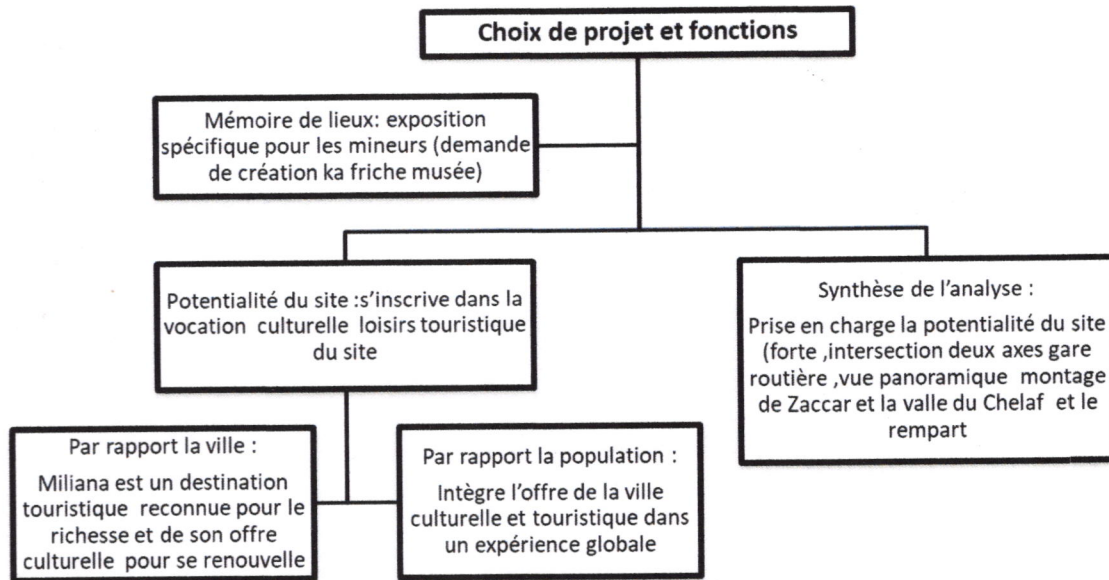 Choix de projet et fonctions
Mémoire de lieux: exposition
spécifique pour les mineurs (demande
de création ka friche musée)
Potentialité du site :s’inscrive dans la
vocation culturelle loisirs touristique
du site
Synthèse de l’analyse :
Prise en charge la potentialité du site
(forte ,intersection deux axes gare
routière ,vue panoramique montage
de Zaccar et la valle du Chelaf et le
rempart
Par rapport la ville :
Miliana est un destination
touristique reconnue pour le
richesse et de son offre
culturelle pour se renouvelle
Par rapport la population :
Intègre l’offre de la ville
culturelle et touristique dans
un expérience globale